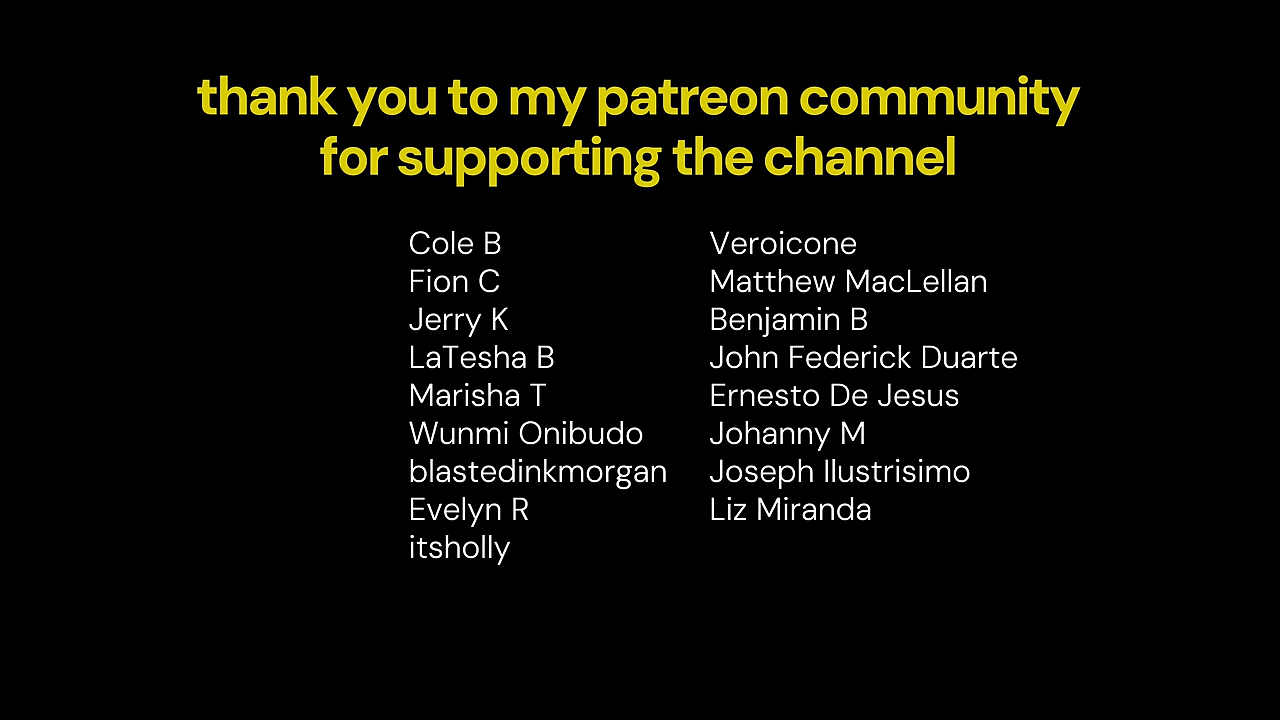 thank you to my patreon community
for supporting the channel
Cole B
Fion C
Jerry K
LaTesha B
Marisha T
Wunmi Onibudo
blastedinkmorgan
Evelyn R
itsholly
Veroicone
Matthew MacLellan
Benjamin B
John Federick Duarte
Ernesto De Jesus
Johanny M
Joseph Ilustrisimo
Liz Miranda